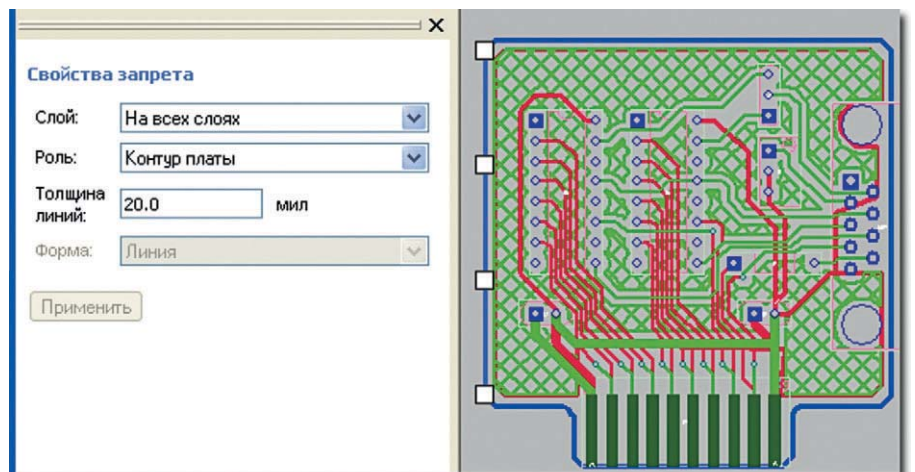 Свойства запрета
Слой: На всех слоях
Роль: Контур платы
Толщина
линий: 20.0 мил
Форма: Линия
Применить